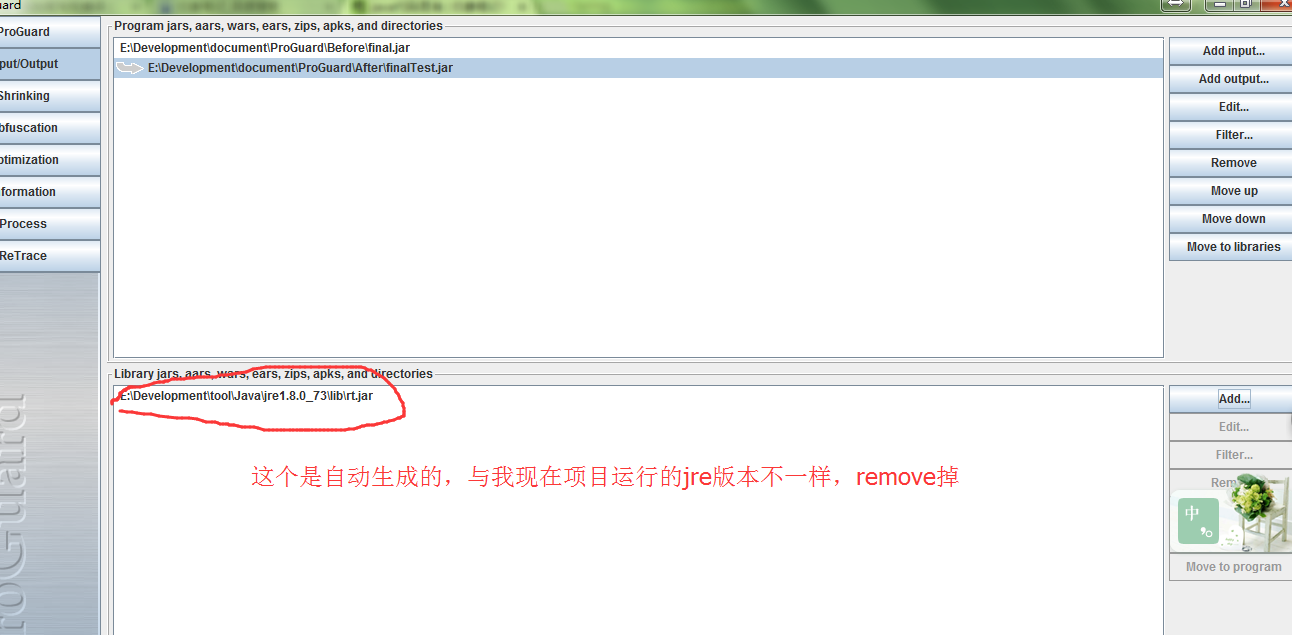 uard
ProGuard
put/Output
Shrinking
bfuscation
ptimization
formation
Process
ReTrace
Program jars, aars, wars, ears, zips, apks, and directories
E:\Development\document\ProGuard\Before\final.jar
E:\Development\document\ProGuard\After\finalTest.jar
Add input...
Add output...
Edit...
Filter...
Remove
Move up
Move down
Move to libraries
Library jars, aars, wars, ears, zips, apks, and directories
E:\Development\tool\Java\jre1.8.0_73\lib\rt.jar
这个是自动生成的，与我现在项目运行的jre版本不一样，remove掉
Add...
Edit...
Filter...
Rem
中
Move to program
roGuard